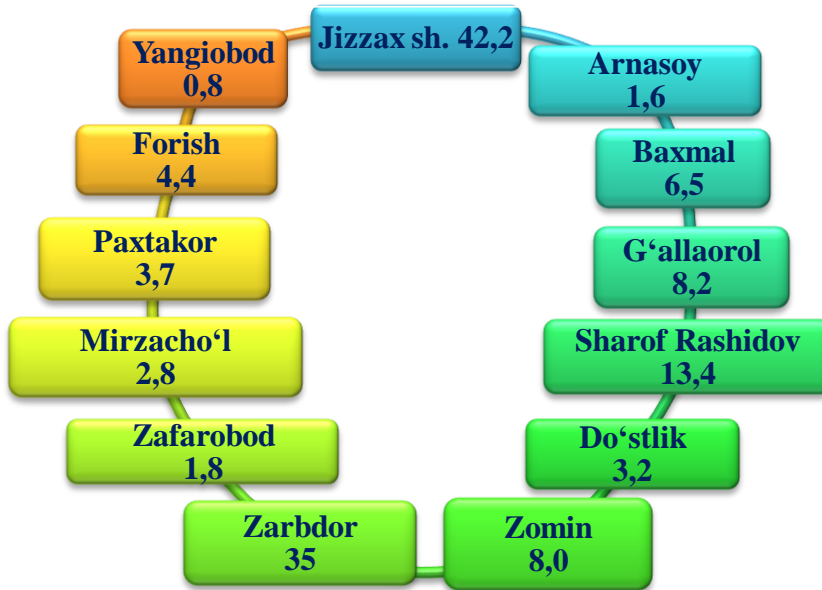 Jizzax sh. 42,2
Arnasoy
1,6
Baxmal
6,5
G‘allaorol
8,2
Sharof Rashidov
13,4
Do‘stlik
3,2
Zomin
8,0
Zarbdor
35
Zafarobod
1,8
Mirzacho‘l
2,8
Paxtakor
3,7
Forish
4,4
Yangiobod
0,8